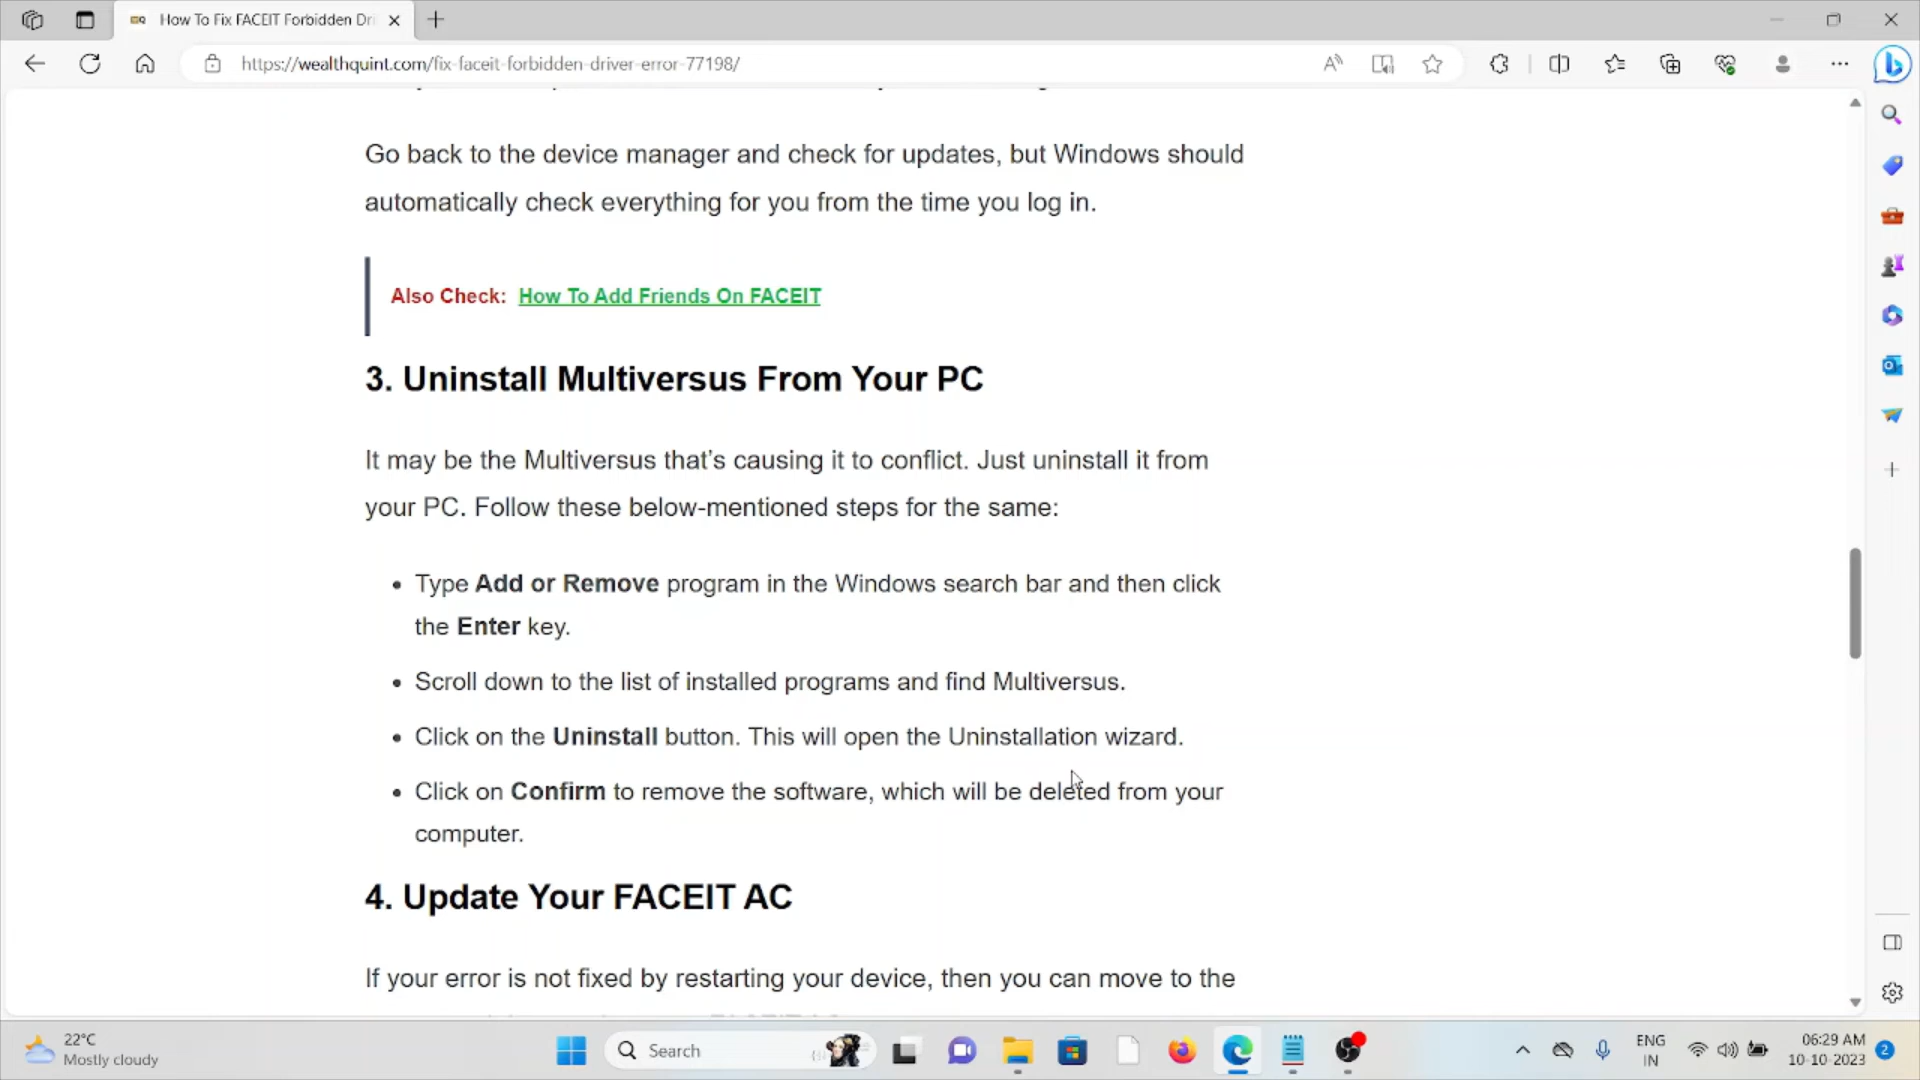 How To Fix FACEIT Forbidden Dri
https://wealthquint.com/fix-faceit-forbidden-driver-error-77198/
Go back to the device manager and check for updates, but Windows should
automatically check everything for you from the time you log in.
Also Check: How To Add Friends On FACEIT
3. Uninstall Multiversus From Your PC
It may be the Multiversus that's causing it to conflict. Just uninstall it from
your PC. Follow these below-mentioned steps for the same:
• Type Add or Remove program in the Windows search bar and then click
the Enter key.
• Scroll down to the list of installed programs and find Multiversus.
• Click on the Uninstall button. This will open the Uninstallation wizard.
• Click on Confirm to remove the software, which will be deleted from your
computer.
4. Update Your FACEIT AC
If your error is not fixed by restarting your device, then you can move to the
22°C
Mostly cloudy
Search
ENG
IN
06:29 AM
10-10-2023
2